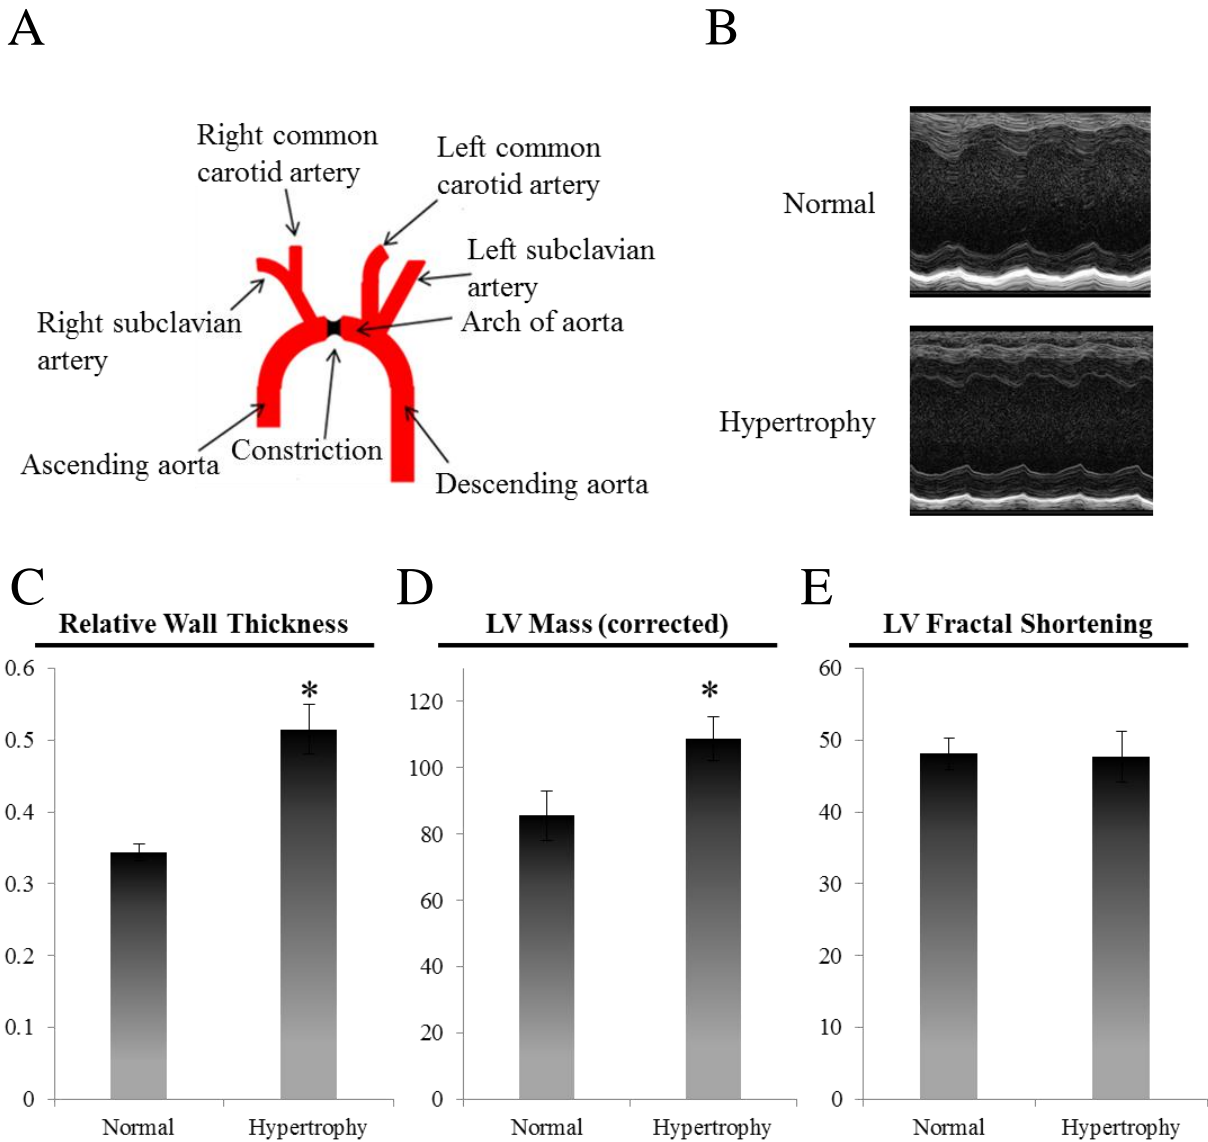 A
B
Right common
carotid artery
Left common
carotid artery
Left subclavian
artery
Right subclavian
artery
Arch of aorta
Ascending aorta
Constriction
Descending aorta
Normal
Hypertrophy
C
Relative Wall Thickness
0.6
0.5
0.4
0.3
0.2
0.1
0
*
Normal
Hypertrophy
D
LV Mass (corrected)
120
100
80
60
40
20
0
*
Normal
Hypertrophy
E
LV Fractal Shortening
60
50
40
30
20
10
0
Normal
Hypertrophy